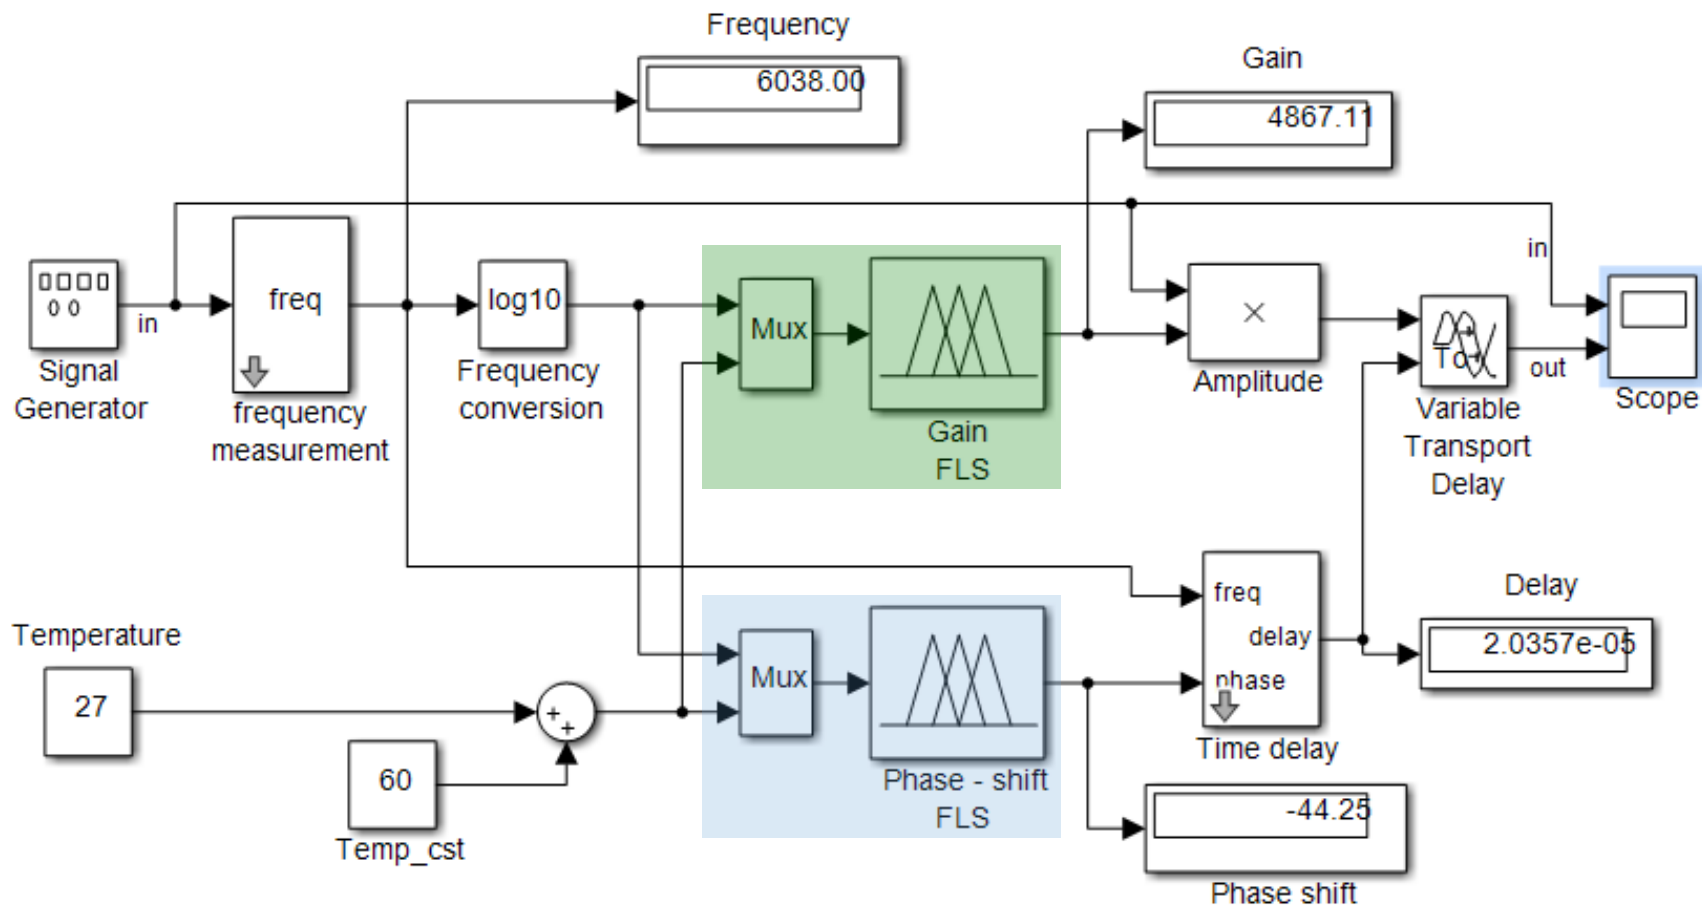 Frequency
6038.00
Gain
4867.11
in
freq
in
Signal
Generator
frequency
measurement
log10
Frequency
conversion
Mux
Gain
FLS
×
Amplitude
To
Variable
Transport
Delay
in
out
Scope
Temperature
27
+
+
60
Temp_cst
Mux
Phase - shift
FLS
freq
delay
phase
Time delay
Delay
2.0357e-05
-44.25
Phase shift